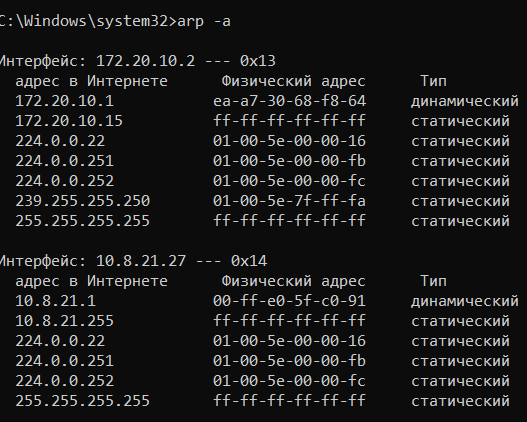 C:\Windows\system32>arp -a
Интерфейс: 172.20.10.2 --- 0x13
адрес в Интернете Физический адрес Тип
172.20.10.1 ea-a7-30-68-f8-64 динамический
172.20.10.15 ff-ff-ff-ff-ff-ff статический
224.0.0.22 01-00-5e-00-00-16 статический
224.0.0.251 01-00-5e-00-00-fb статический
224.0.0.252 01-00-5e-00-00-fc статический
239.255.255.250 01-00-5e-7f-ff-fa статический
255.255.255.255 ff-ff-ff-ff-ff-ff статический
Интерфейс: 10.8.21.27 --- 0x14
адрес в Интернете Физический адрес Тип
10.8.21.1 00-ff-e0-5f-c0-91 динамический
10.8.21.255 ff-ff-ff-ff-ff-ff статический
224.0.0.22 01-00-5e-00-00-16 статический
224.0.0.251 01-00-5e-00-00-fb статический
224.0.0.252 01-00-5e-00-00-fc статический
255.255.255.255 ff-ff-ff-ff-ff-ff статический